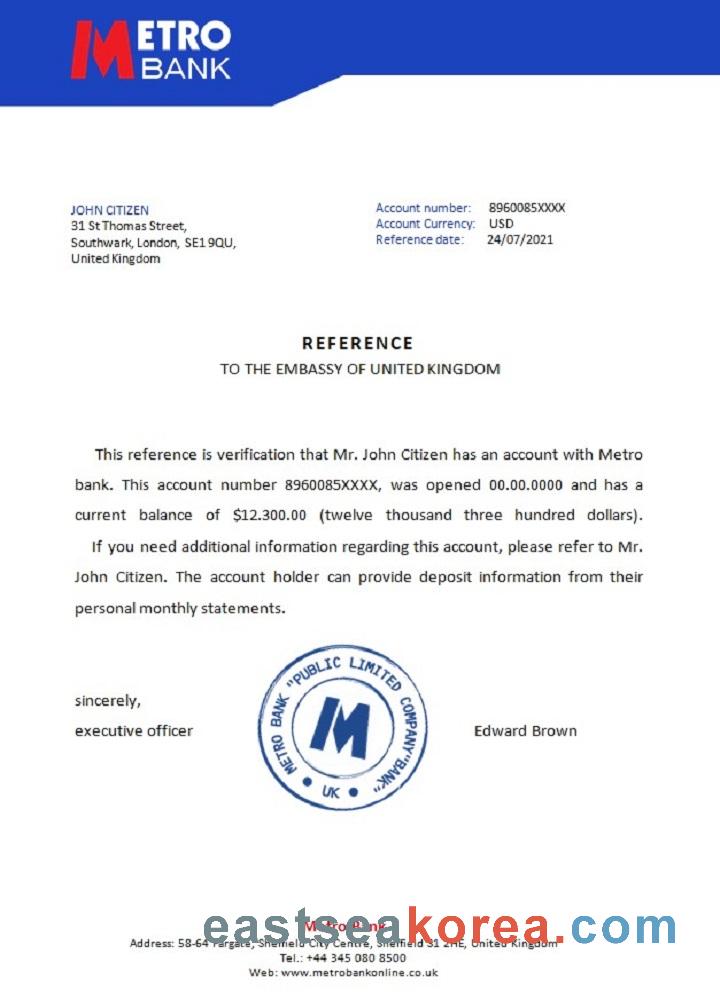 METRO
BANK
JOHN CITIZEN
31 St Thomas Street,
Southwark, London, SE1 9QU,
United Kingdom
Account number: 8960085XXXX
Account Currency: USD
Reference date: 24/07/2021
REFERENCE
TO THE EMBASSY OF UNITED KINGDOM
This reference is verification that Mr. John Citizen has an account with Metro
bank. This account number 8960085XXXX, was opened 00.00.0000 and has a
current balance of $12.300.00 (twelve thousand three hundred dollars).
If you need additional information regarding this account, please refer to Mr.
John Citizen. The account holder can provide deposit information from their
personal monthly statements.
sincerely,
executive officer
METRO BANK "PUBLIC LIMITED COMPANY"BANK"
M
UK
Edward Brown
Metro Bank
eastseakorea.com
Address: 58-64 Fargate, Sheffield City Centre, Sheffield S1 2HE, United Kingdom
Tel.: +44 345 080 8500
Web: www.metrobankonline.co.uk